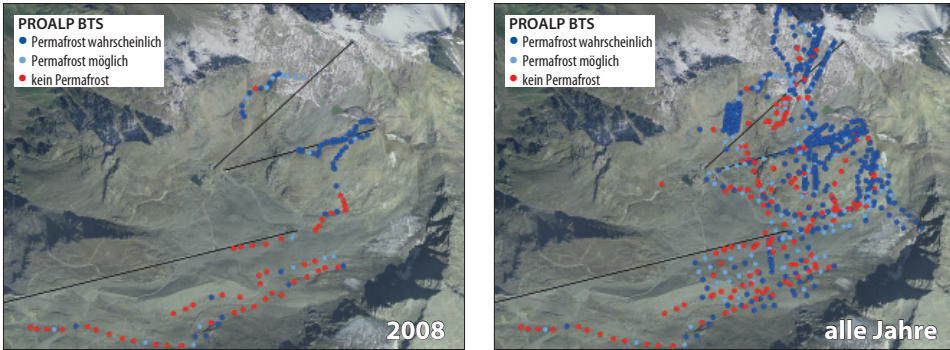 PROALP BTS
Permafrost wahrscheinlich
Permafrost möglich
kein Permafrost
2008
PROALP BTS
Permafrost wahrscheinlich
Permafrost möglich
kein Permafrost
alle Jahre